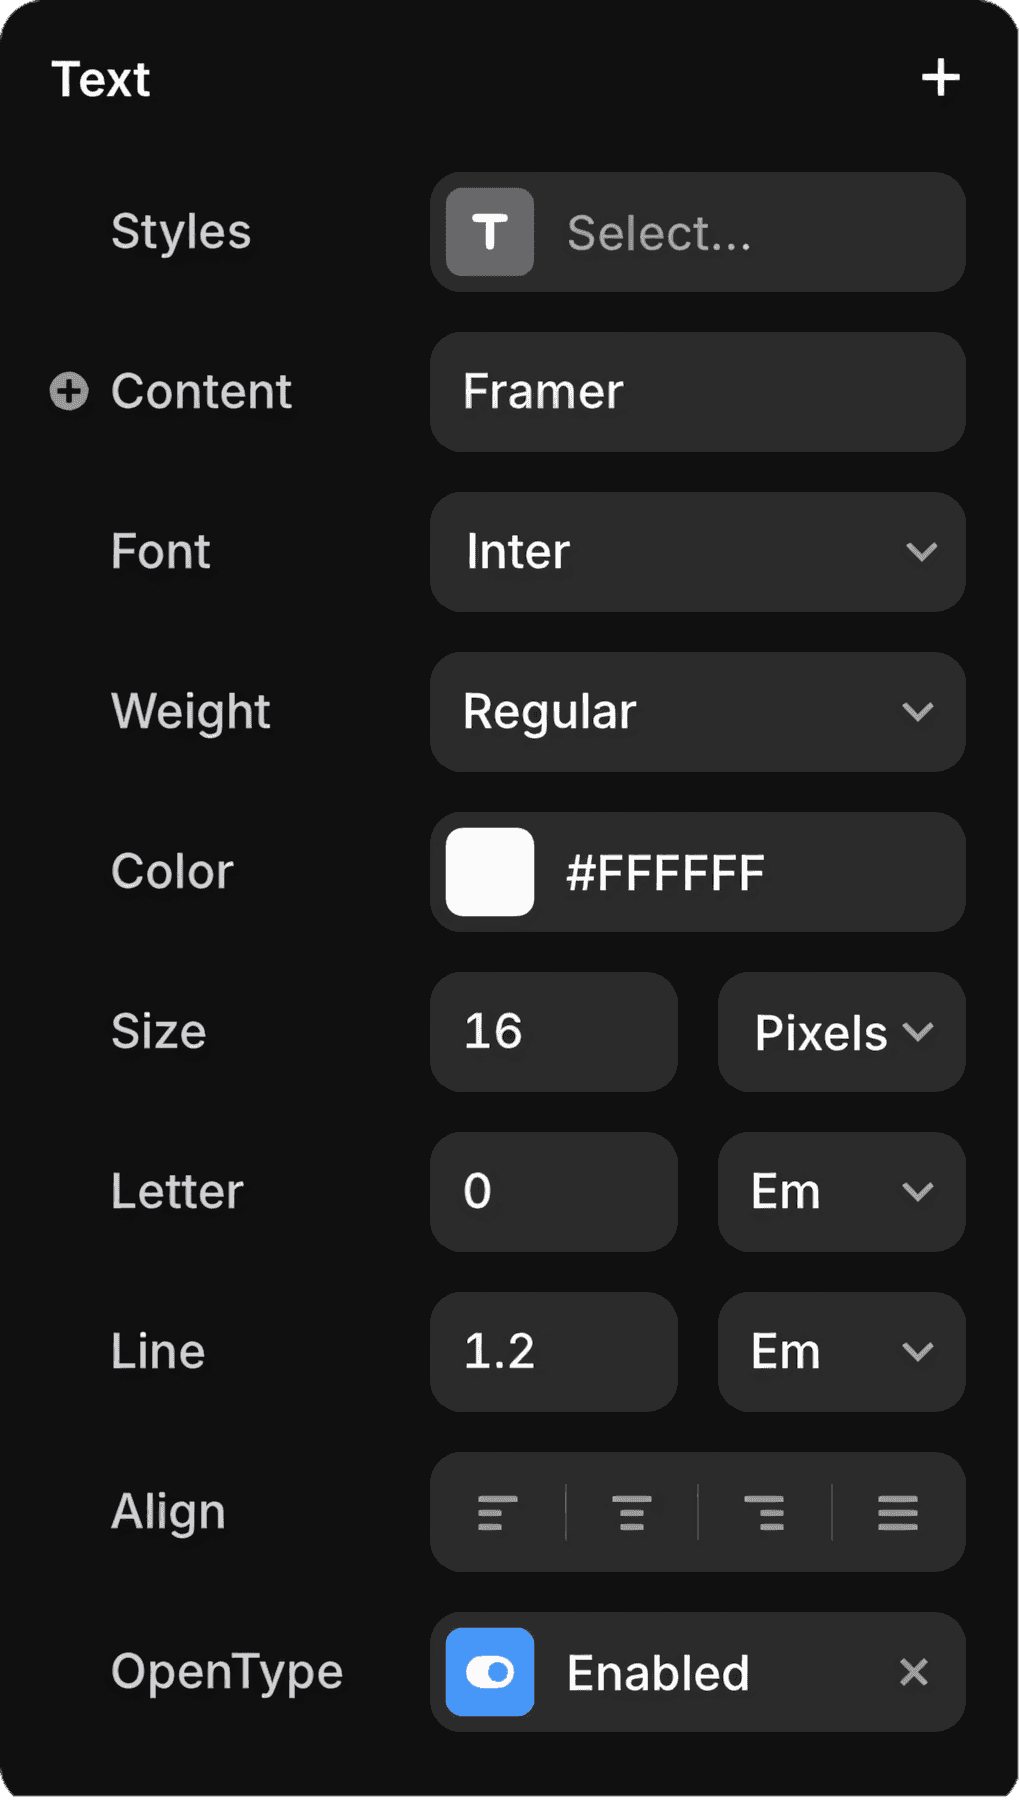 Text
Styles T Select...
Content Framer
Font Inter
Weight Regular
Color #FFFFFF
Size 16 Pixels
Letter 0 Em
Line 1.2 Em
Align
OpenType Enabled